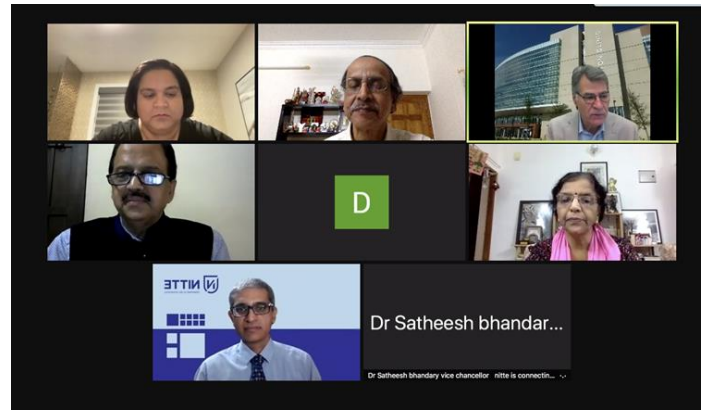 D
NITTE
Dr Satheesh bhandar...
Dr Satheesh bhandary vice chancellor nitte is connectin...